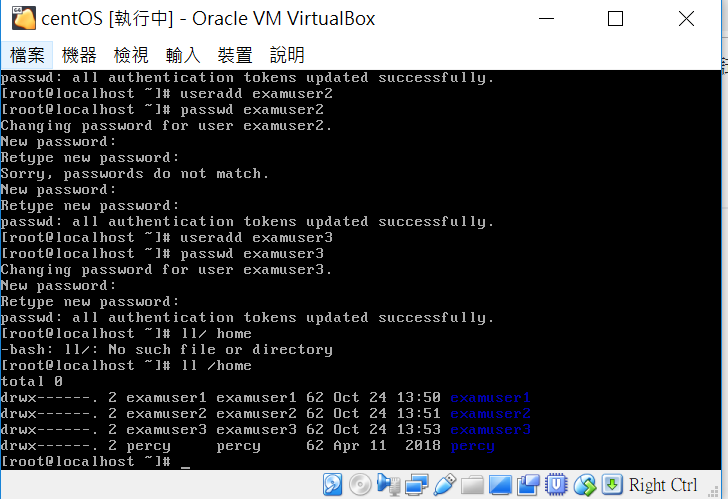 centOS [執行中] - Oracle VM VirtualBox
檔案 機器 檢視 輸入 裝置 說明
passwd: all authentication tokens updated successfully.
[root@localhost ~]# useradd examuser2
[root@localhost ~]# passwd examuser2
Changing password for user examuser2.
New password:
Retype new password:
Sorry, passwords do not match.
New password:
Retype new password:
passwd: all authentication tokens updated successfully.
[root@localhost ~]# useradd examuser3
[root@localhost ~]# passwd examuser3
Changing password for user examuser3.
New password:
Retype new password:
passwd: all authentication tokens updated successfully.
[root@localhost ~]# ll/ home
-bash: ll/: No such file or directory
[root@localhost ~]# ll /home
total 0
drwx------. 2 examuser1 examuser1 62 Oct 24 13:50 examuser1
drwx------. 2 examuser2 examuser2 62 Oct 24 13:51 examuser2
drwx------. 2 examuser3 examuser3 62 Oct 24 13:53 examuser3
drwx------. 2 percy     percy     62 Apr 11  2018 percy
[root@localhost ~]# _
Right Ctrl